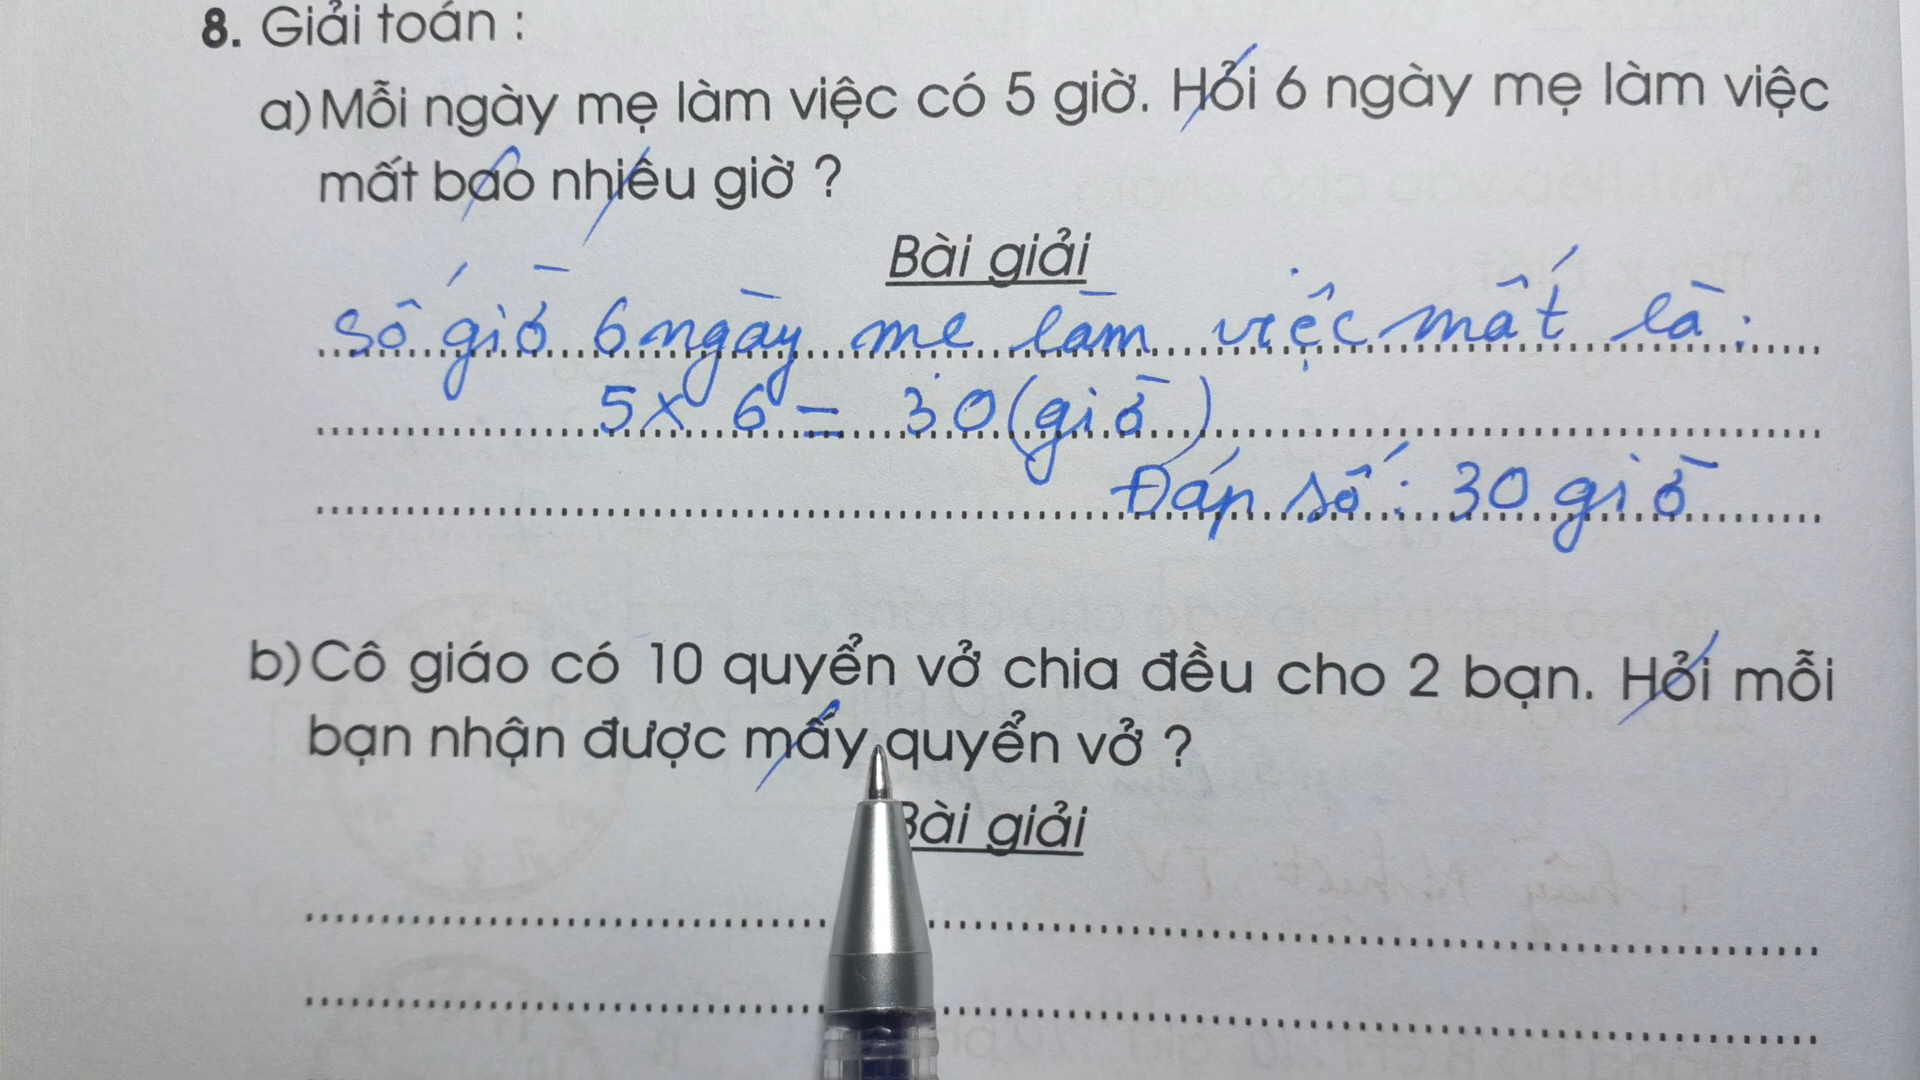 8. Giải toán :
a) Mỗi ngày mẹ làm việc có 5 giờ. Hỏi 6 ngày mẹ làm việc
mất bao nhiêu giờ ?
Bài giải
Số giờ 6 ngày mẹ làm việc mất là:
5 x 6 = 30 (giờ)
Đáp số: 30 giờ
b) Cô giáo có 10 quyển vở chia đều cho 2 bạn. Hỏi mỗi
bạn nhận được mấy quyển vở ?
Bài giải